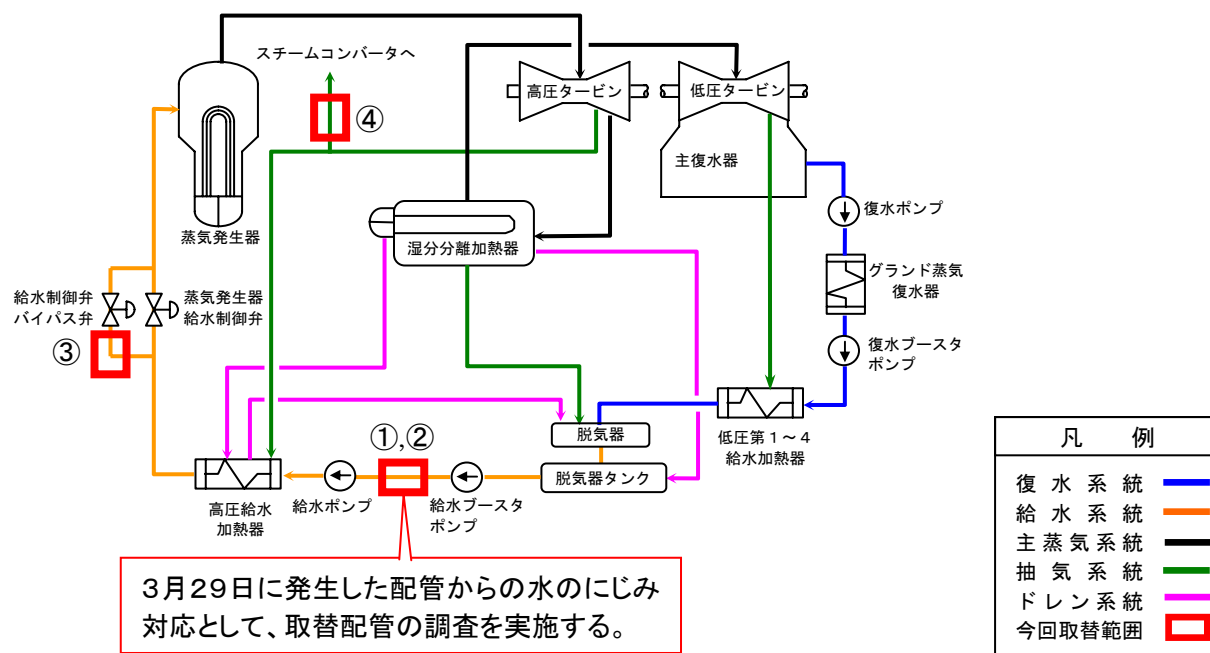 スチームコンバータへ
④
高圧タービン
低圧タービン
主復水器
蒸気発生器
湿分分離加熱器
復水ポンプ
グランド蒸気
復水器
復水ブースタ
ポンプ
給水制御弁
バイパス弁
蒸気発生器
給水制御弁
③
①,②
脱気器
脱気器タンク
低圧第1～4
給水加熱器
高圧給水
加熱器
給水ポンプ
給水ブースタ
ポンプ
3月29日に発生した配管からの水のにじみ
対応として、取替配管の調査を実施する。
凡 例
復水系統
給水系統
主蒸気系統
抽気系統
ドレン系統
今回取替範囲